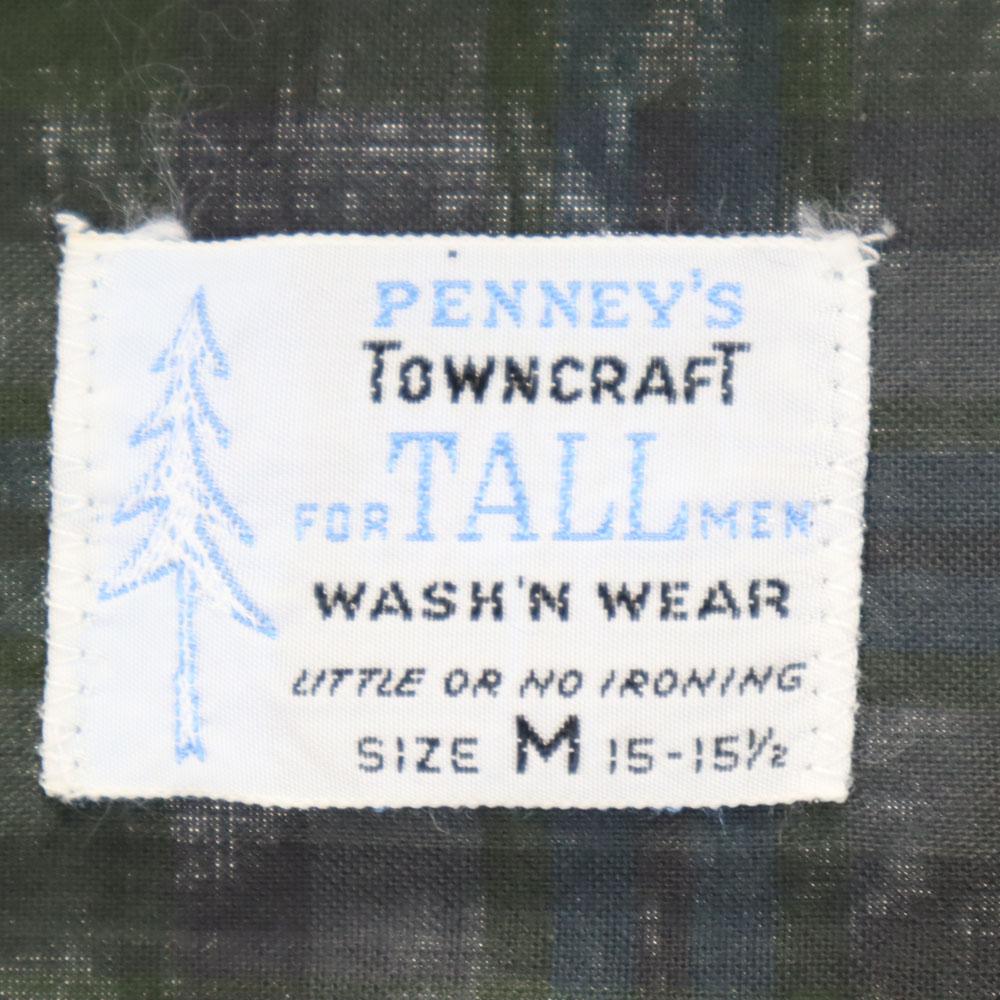 PENNEY'S
TOWNCRAFT
FOR TALL MEN
WASH'N WEAR
LITTLE OR NO IRONING
SIZE M 15-15½